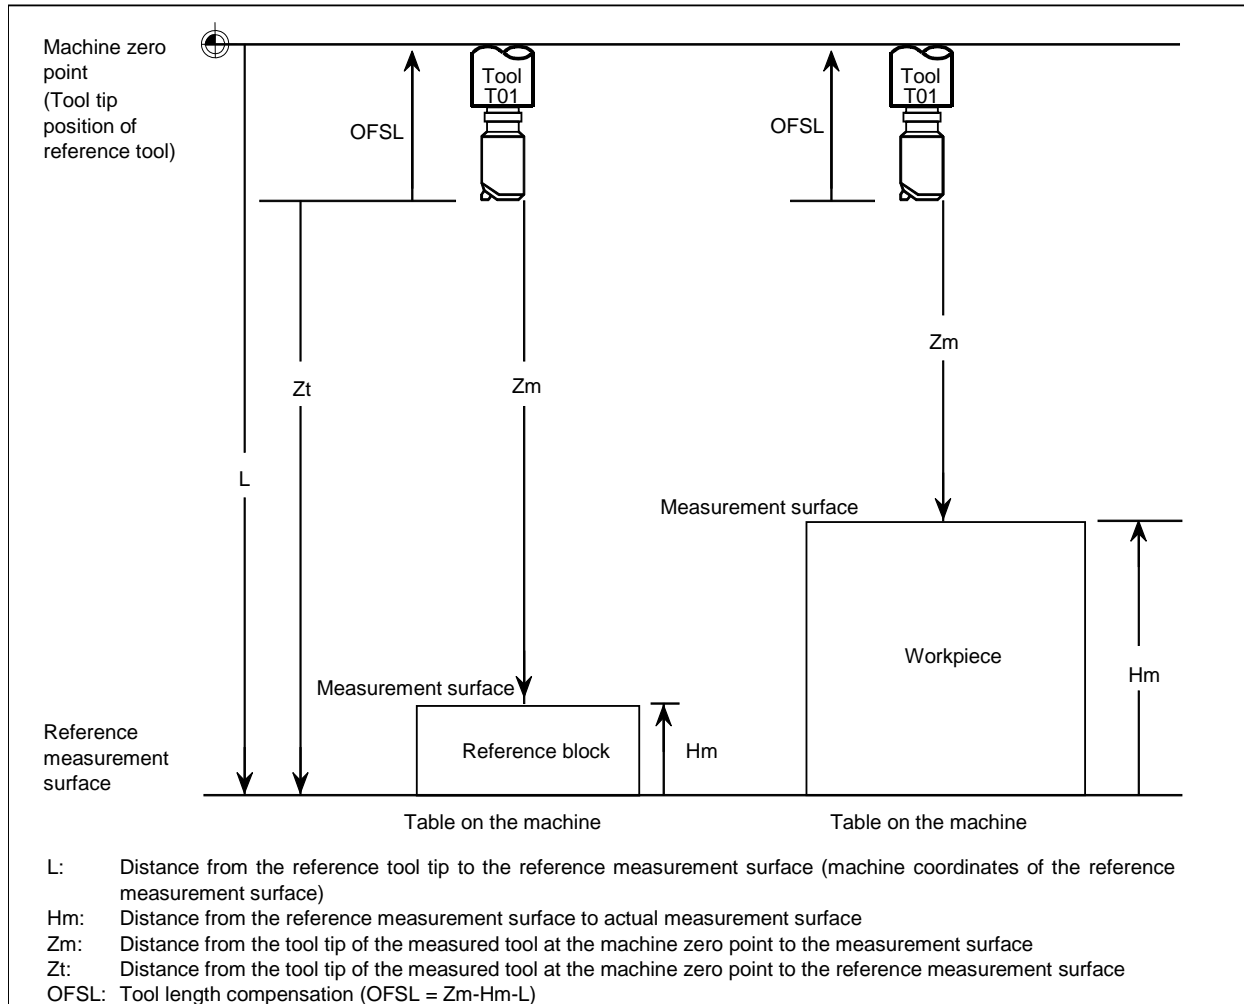 Machine zero
point
(Tool tip
position of
reference tool)
OFSL
Tool
T01
OFSL
Tool
T01
Zt
Zm
Zm
L
Measurement surface
Workpiece
Hm
Measurement surface
Reference
measurement
surface
Reference block
Hm
Table on the machine
Table on the machine
L: Distance from the reference tool tip to the reference measurement surface (machine coordinates of the reference
measurement surface)
Hm: Distance from the reference measurement surface to actual measurement surface
Zm: Distance from the tool tip of the measured tool at the machine zero point to the measurement surface
Zt: Distance from the tool tip of the measured tool at the machine zero point to the reference measurement surface
OFSL: Tool length compensation (OFSL = Zm-Hm-L)